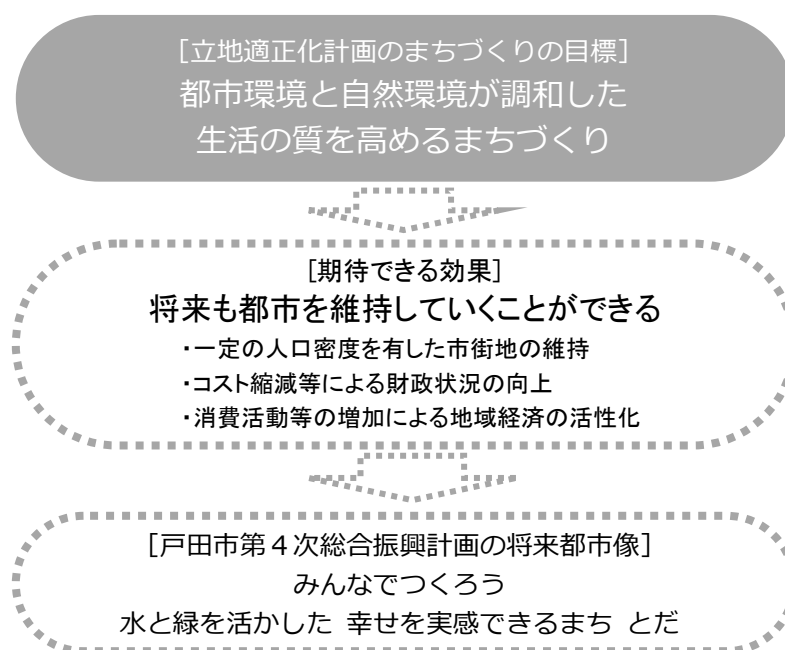 [立地適正化計画のまちづくりの目標]
都市環境と自然環境が調和した
生活の質を高めるまちづくり
[期待できる効果]
将来も都市を維持していくことができる
・一定の人口密度を有した市街地の維持
・コスト縮減等による財政状況の向上
・消費活動等の増加による地域経済の活性化
[戸田市第４次総合振興計画の将来都市像]
みんなでつくろう
水と緑を活かした 幸せを実感できるまち とだ